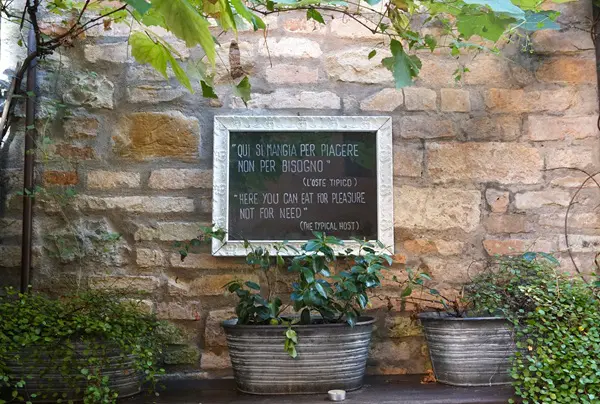 "QUI SI MANGIA PER PIACERE
NON PER BISOGNO"
(L'OSTE TIPICO)
"HERE YOU CAN EAT FOR PLEASURE
NOT FOR NEED"
(THE TYPICAL HOST)